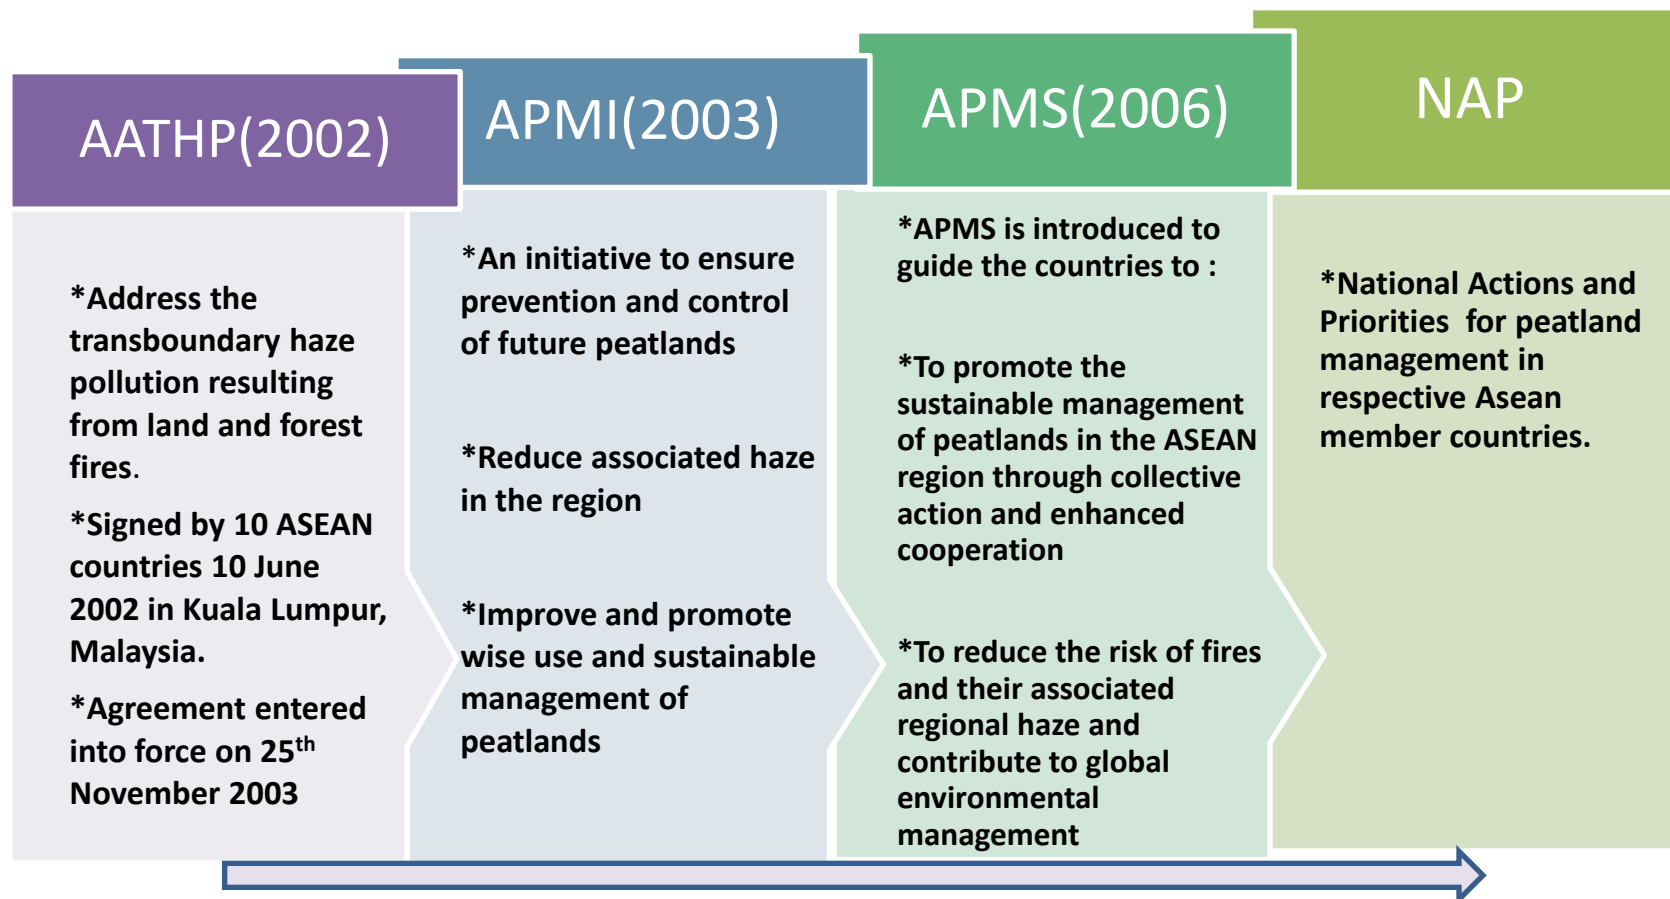 AATHP(2002)
*Address the
transboundary haze
pollution resulting
from land and forest
fires.
*Signed by 10 ASEAN
countries 10 June
2002 in Kuala Lumpur,
Malaysia.
*Agreement entered
into force on 25th
November 2003
APMI(2003)
*An initiative to ensure
prevention and control
of future peatlands
*Reduce associated haze
in the region
*Improve and promote
wise use and sustainable
management of
peatlands
APMS(2006)
*APMS is introduced to
guide the countries to :
*To promote the
sustainable management
of peatlands in the ASEAN
region through collective
action and enhanced
cooperation
*To reduce the risk of fires
and their associated
regional haze and
contribute to global
environmental
management
NAP
*National Actions and
Priorities  for peatland
management in
respective Asean
member countries.